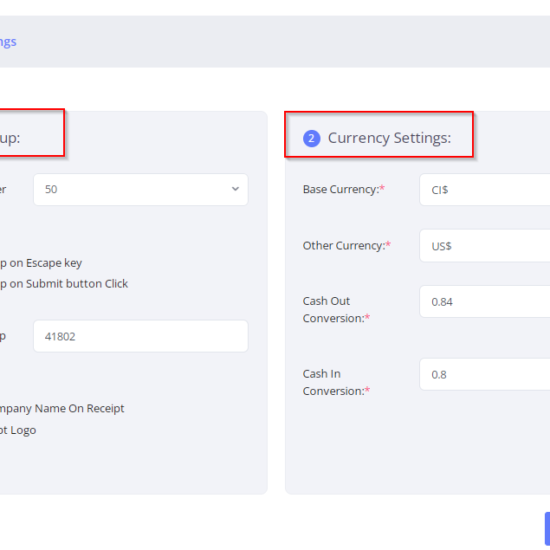 ngs
up:
2 Currency Settings:
er 50
Base Currency:* CI$
Other Currency:* US$
p on Escape key
p on Submit button Click
Cash Out
Conversion:* 0.84
p 41802
Cash In
Conversion:* 0.8
mpany Name On Receipt
pt Logo